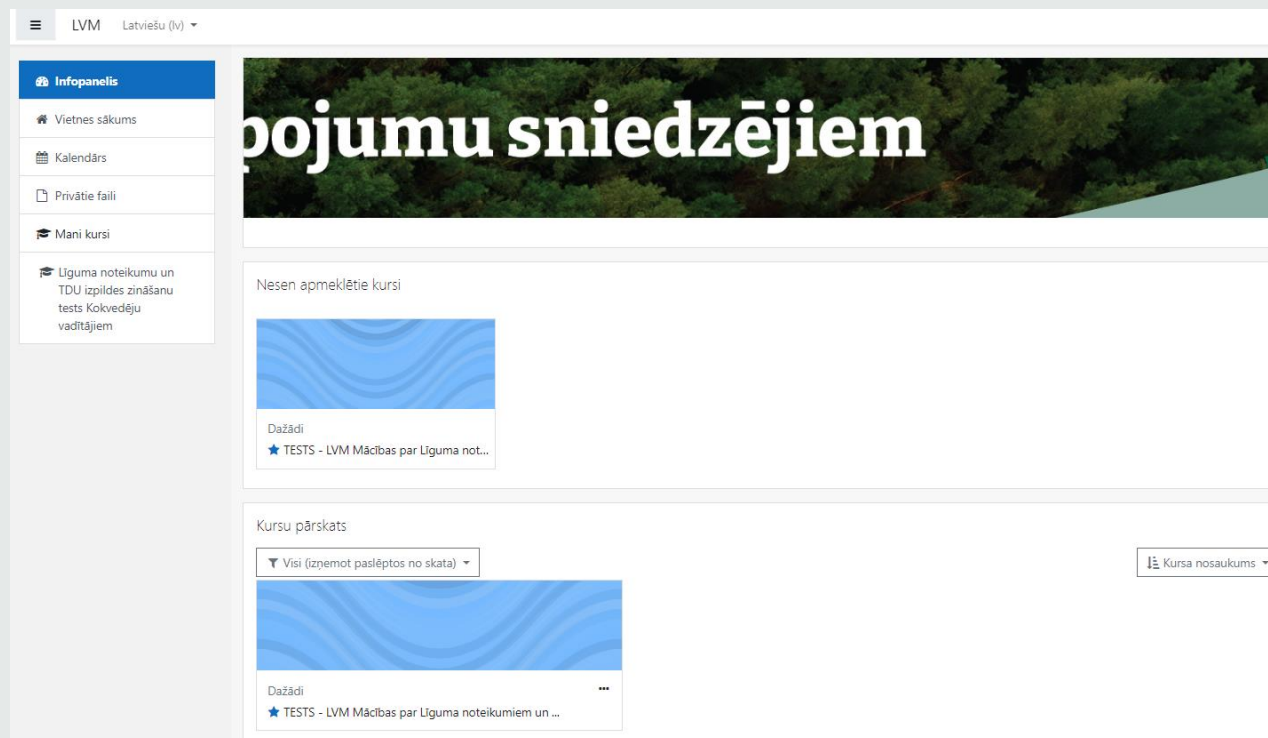 LVM Latviešu (lv)
Infopanelis
Vietnes sākums
Kalendārs
Privātie faili
Mani kursi
Līguma noteikumu un
TDU izpildes zināšanu
tests Kokvedēju
vadītājiem
pojumu sniedzējiem
Nesen apmeklētie kursi
Dažādi
TESTS - LVM Mācības par Līguma not...
Kursu pārskats
Visi (izņemot paslēptos no skata)
Kursa nosaukums
Dažādi
TESTS - LVM Mācības par Līguma noteikumiem un ...